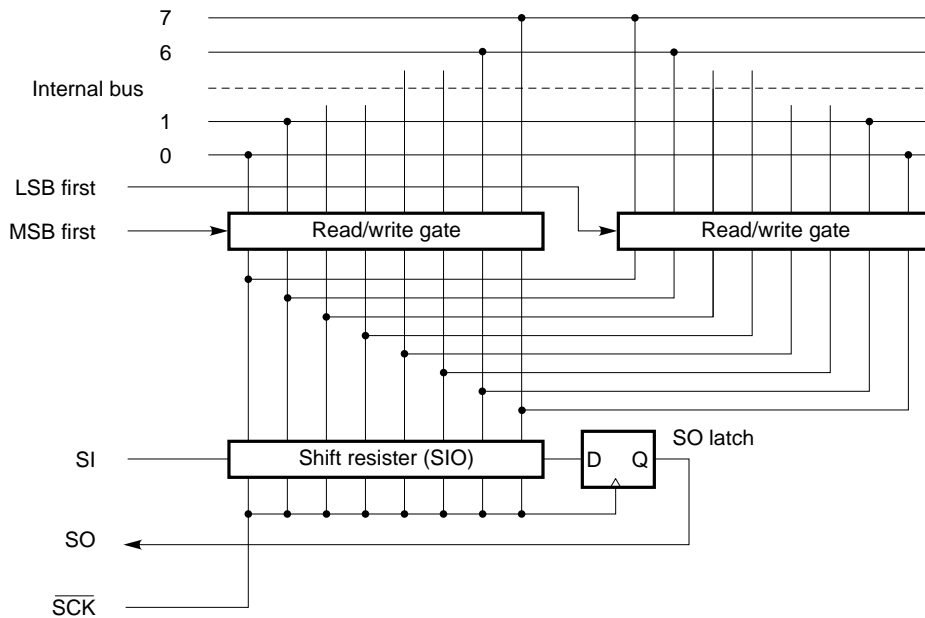 7
6
Internal bus
1
0
LSB first
MSB first
Read/write gate
Read/write gate
SI
Shift resister (SIO)
D Q
SO latch
SO
SCK